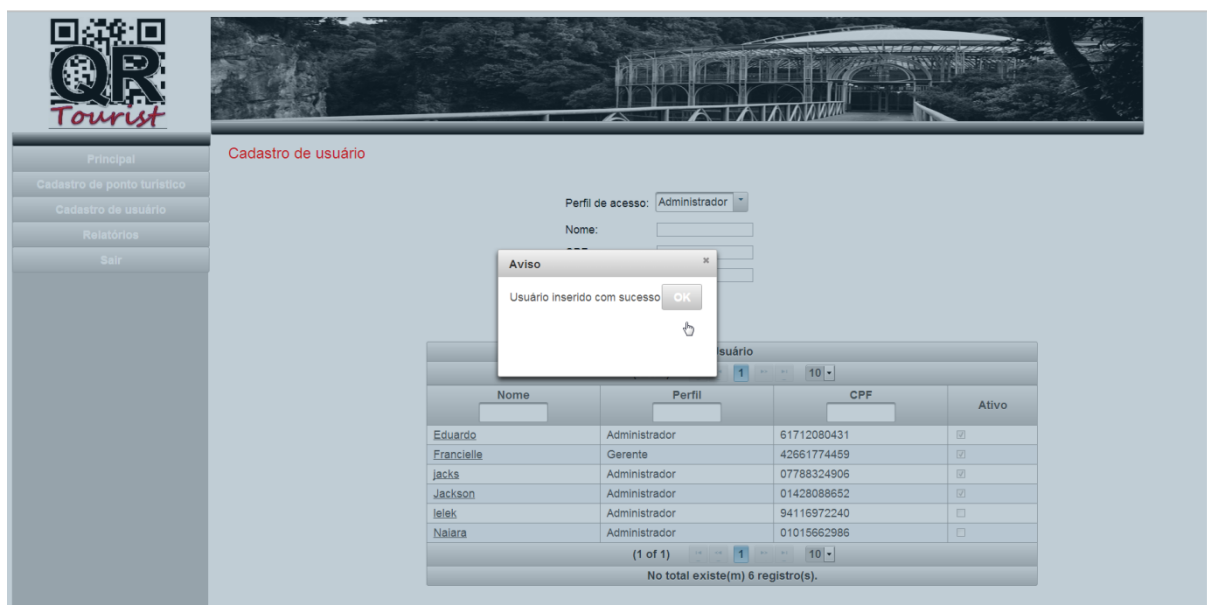 QR
Tourist
Principal
Cadastro de ponto turístico
Cadastro de usuário
Relatórios
Sair
Cadastro de usuário
Perfil de acesso: Administrador
Nome:
Aviso
Usuário inserido com sucesso OK
1 10
Nome Perfil CPF Ativo
Eduardo Administrador 61712080431
Francielle Gerente 42661774459
jacks Administrador 07788324906
Jackson Administrador 01428088652
lelek Administrador 94116972240
Naiara Administrador 01015662986
(1 of 1) 1 10
No total existe(m) 6 registro(s).